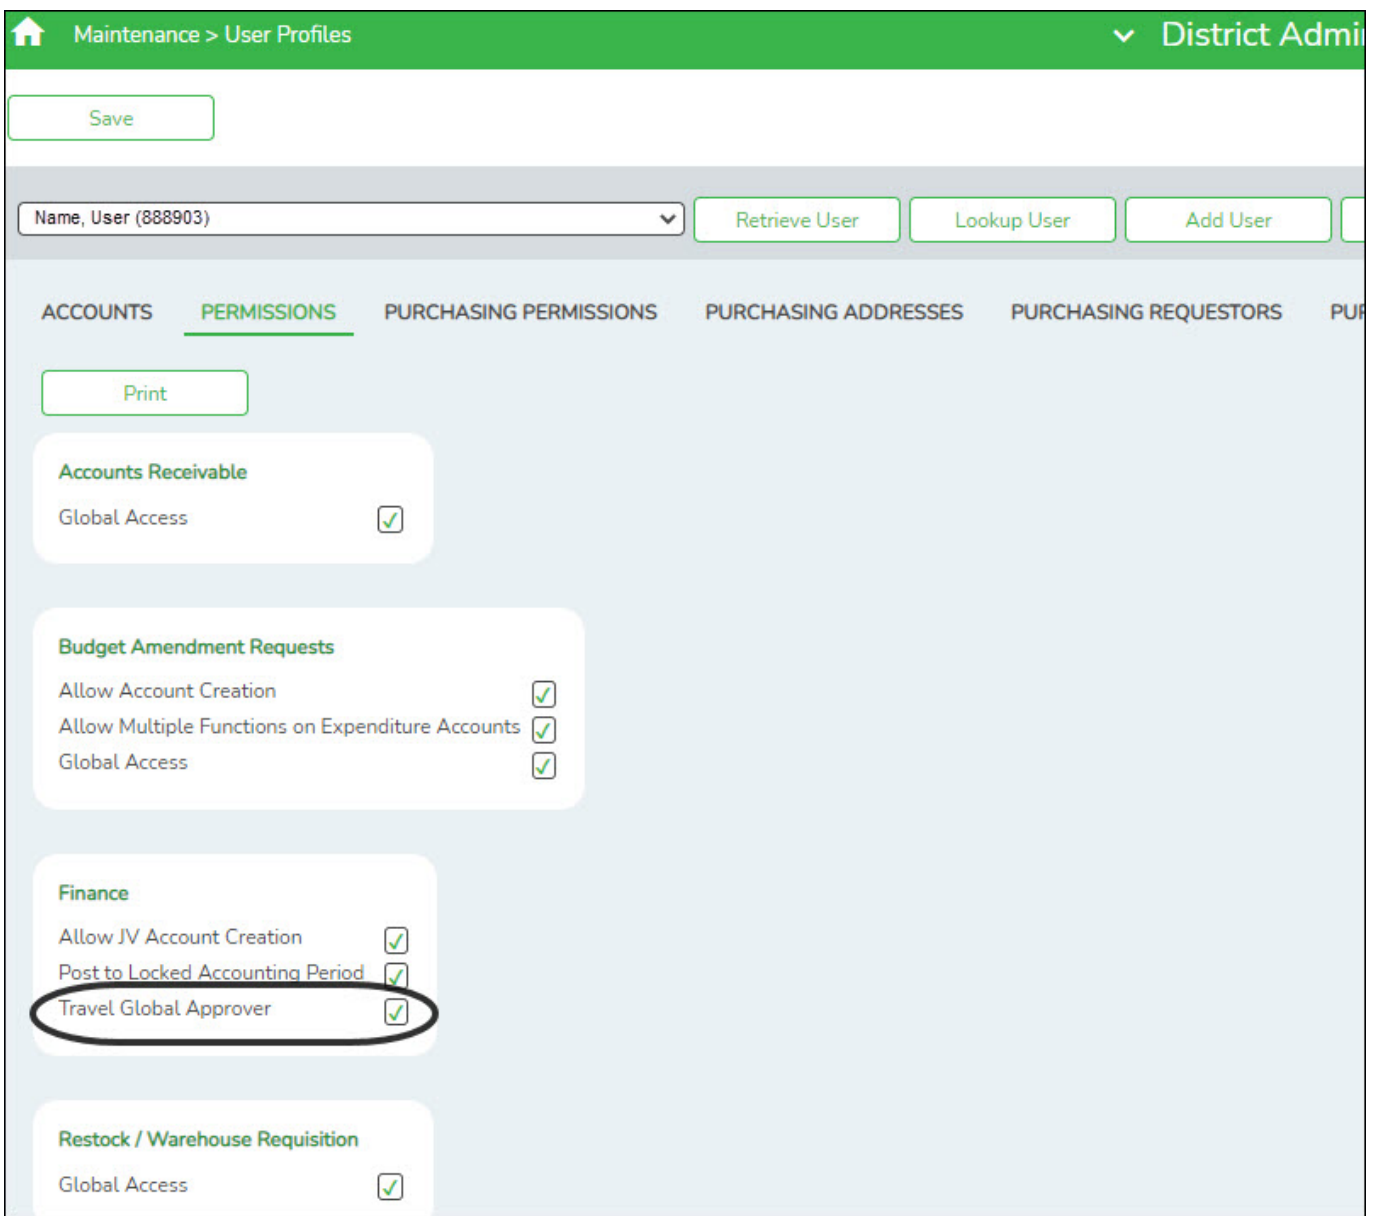 Maintenance > User Profiles
District Admi
Save
Name, User (888903)
Retrieve User
Lookup User
Add User
ACCOUNTS
PERMISSIONS
PURCHASING PERMISSIONS
PURCHASING ADDRESSES
PURCHASING REQUESTORS
PUR
Print
Accounts Receivable
Global Access
Budget Amendment Requests
Allow Account Creation
Allow Multiple Functions on Expenditure Accounts
Global Access
Finance
Allow JV Account Creation
Post to Locked Accounting Period
Travel Global Approver
Restock / Warehouse Requisition
Global Access